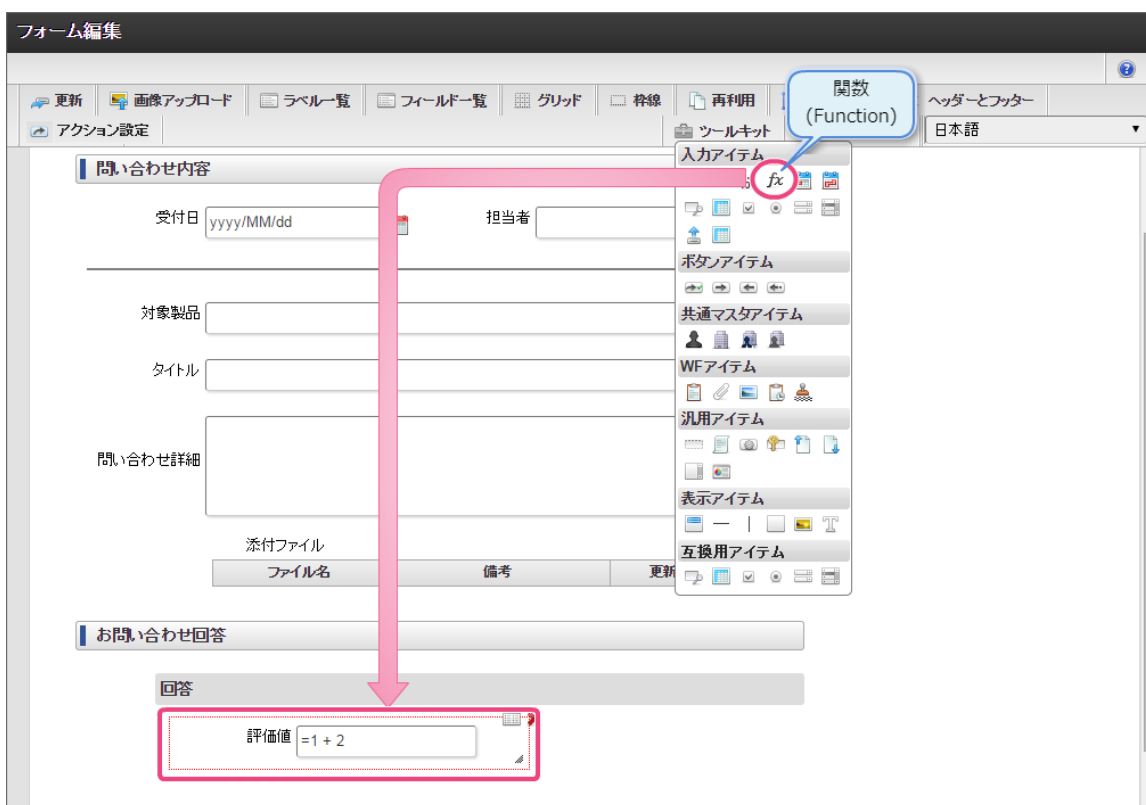 フォーム編集
更新 画像アップロード ラベル一覧 フィールド一覧 グリッド 枠線 再利用 ヘッダーとフッター
関数
(Function)
アクション設定 ツールキット 日本語
入力アイテム
fx
問い合わせ内容
受付日 yyyy/MM/dd 担当者
ボタンアイテム
対象製品
共通マスタアイテム
タイトル
WFアイテム
汎用アイテム
問い合わせ詳細
表示アイテム
添付ファイル
互換用アイテム
ファイル名 備考 更新
お問い合わせ回答
回答
評価値 =1 + 2